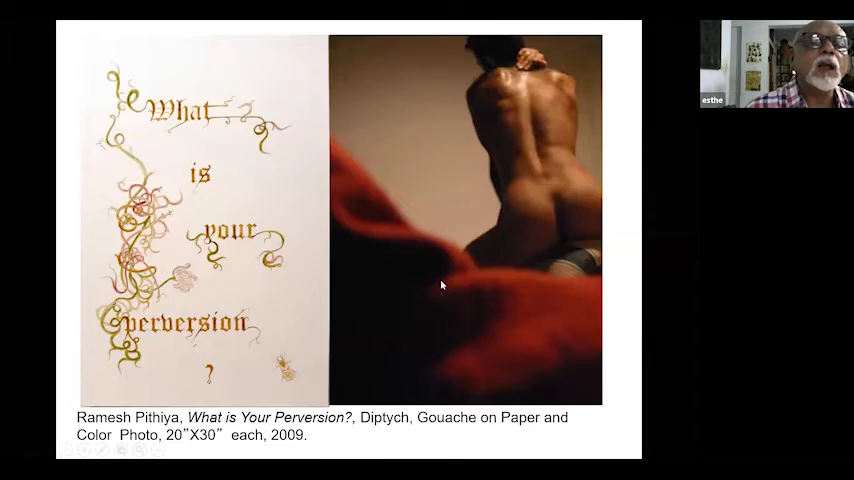 What
is
your
perversion
?
Ramesh Pithiya, What is Your Perversion?, Diptych, Gouache on Paper and
Color Photo, 20”X30” each, 2009.
esthe